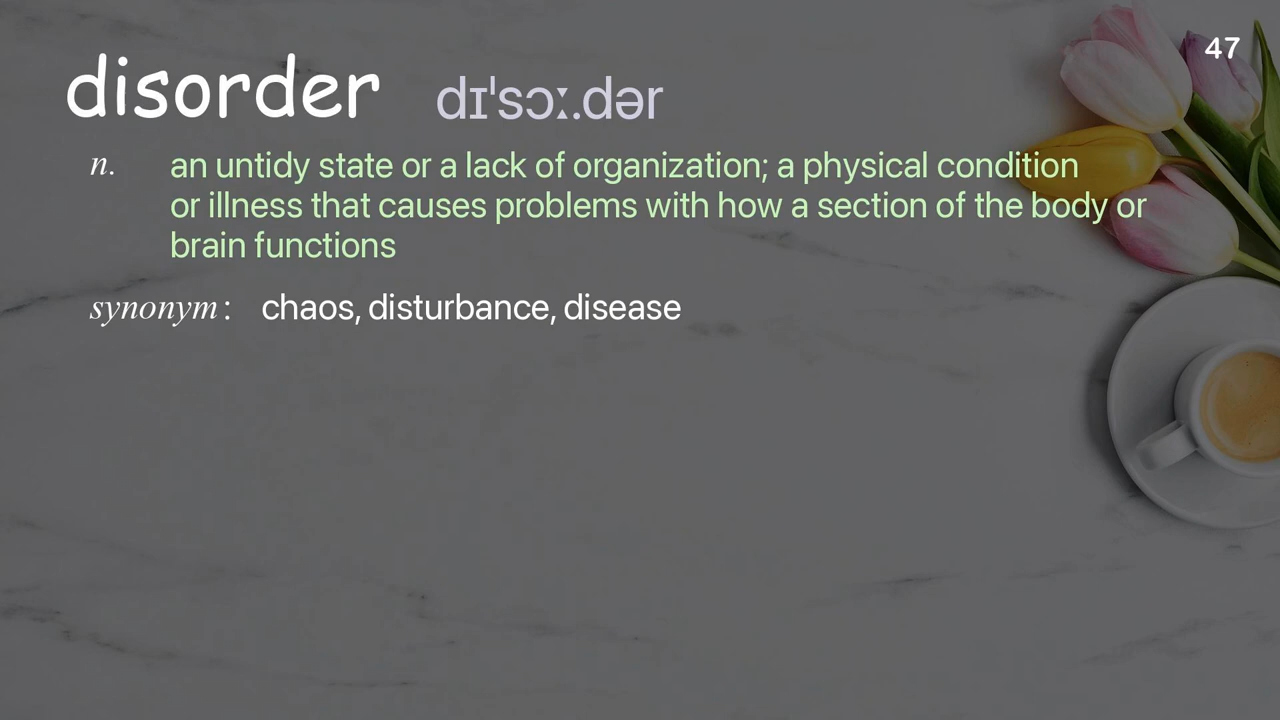 47
disorder dɪˈsɔː.dər
n. an untidy state or a lack of organization; a physical condition
or illness that causes problems with how a section of the body or
brain functions
synonym: chaos, disturbance, disease